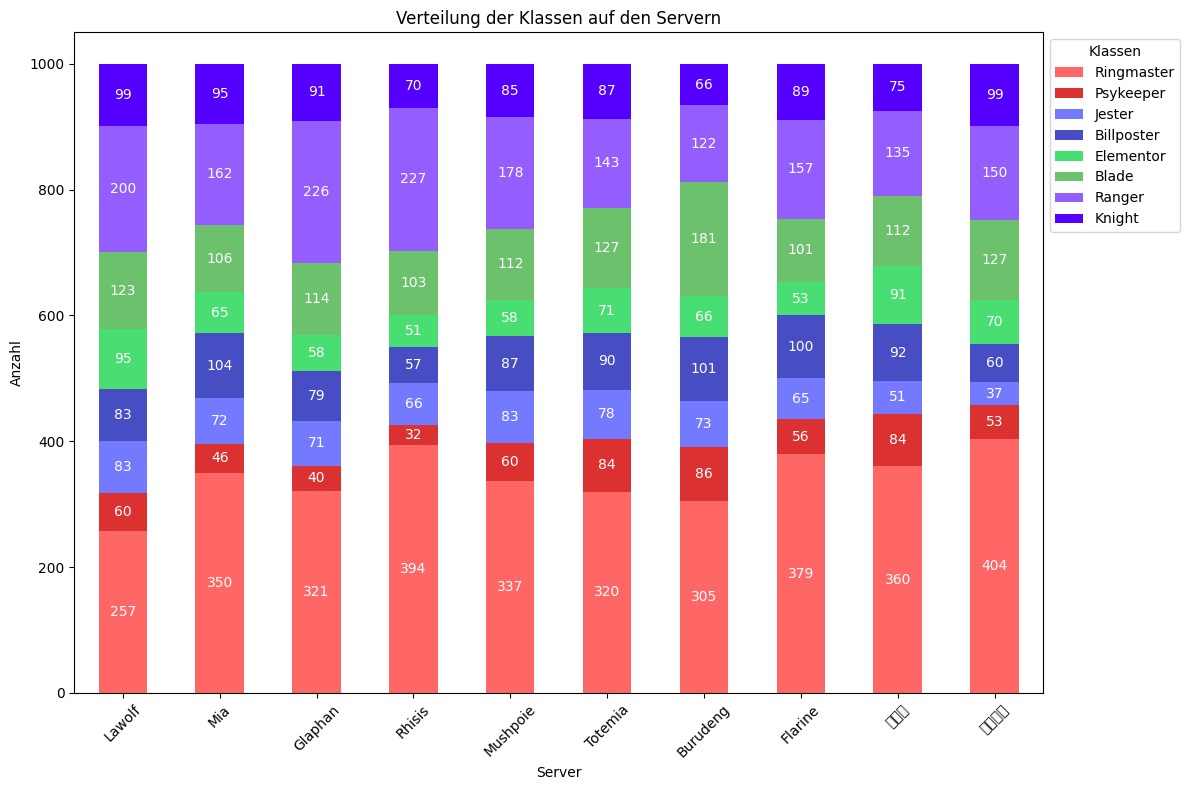 Verteilung der Klassen auf den Servern
Klassen
Ringmaster
Psykeeper
Jester
Billposter
Elementor
Blade
Ranger
Knight
Anzahl
1000
800
600
400
200
0
99 95 91 70 85 87 66 89 75 99
200 162 226 227 178 143 122 157 135 150
123 106 114 103 112 127 181 101 112 127
95 65 58 51 58 71 66 53 91 70
83 104 79 57 87 90 101 100 92 60
83 72 71 66 83 78 73 65 51 37
60 46 40 32 60 84 86 56 84 53
257 350 321 394 337 320 305 379 360 404
Lawolf Mia Glaphan Rhisis Mushpoie Totemia Burudeng Flarine
Server